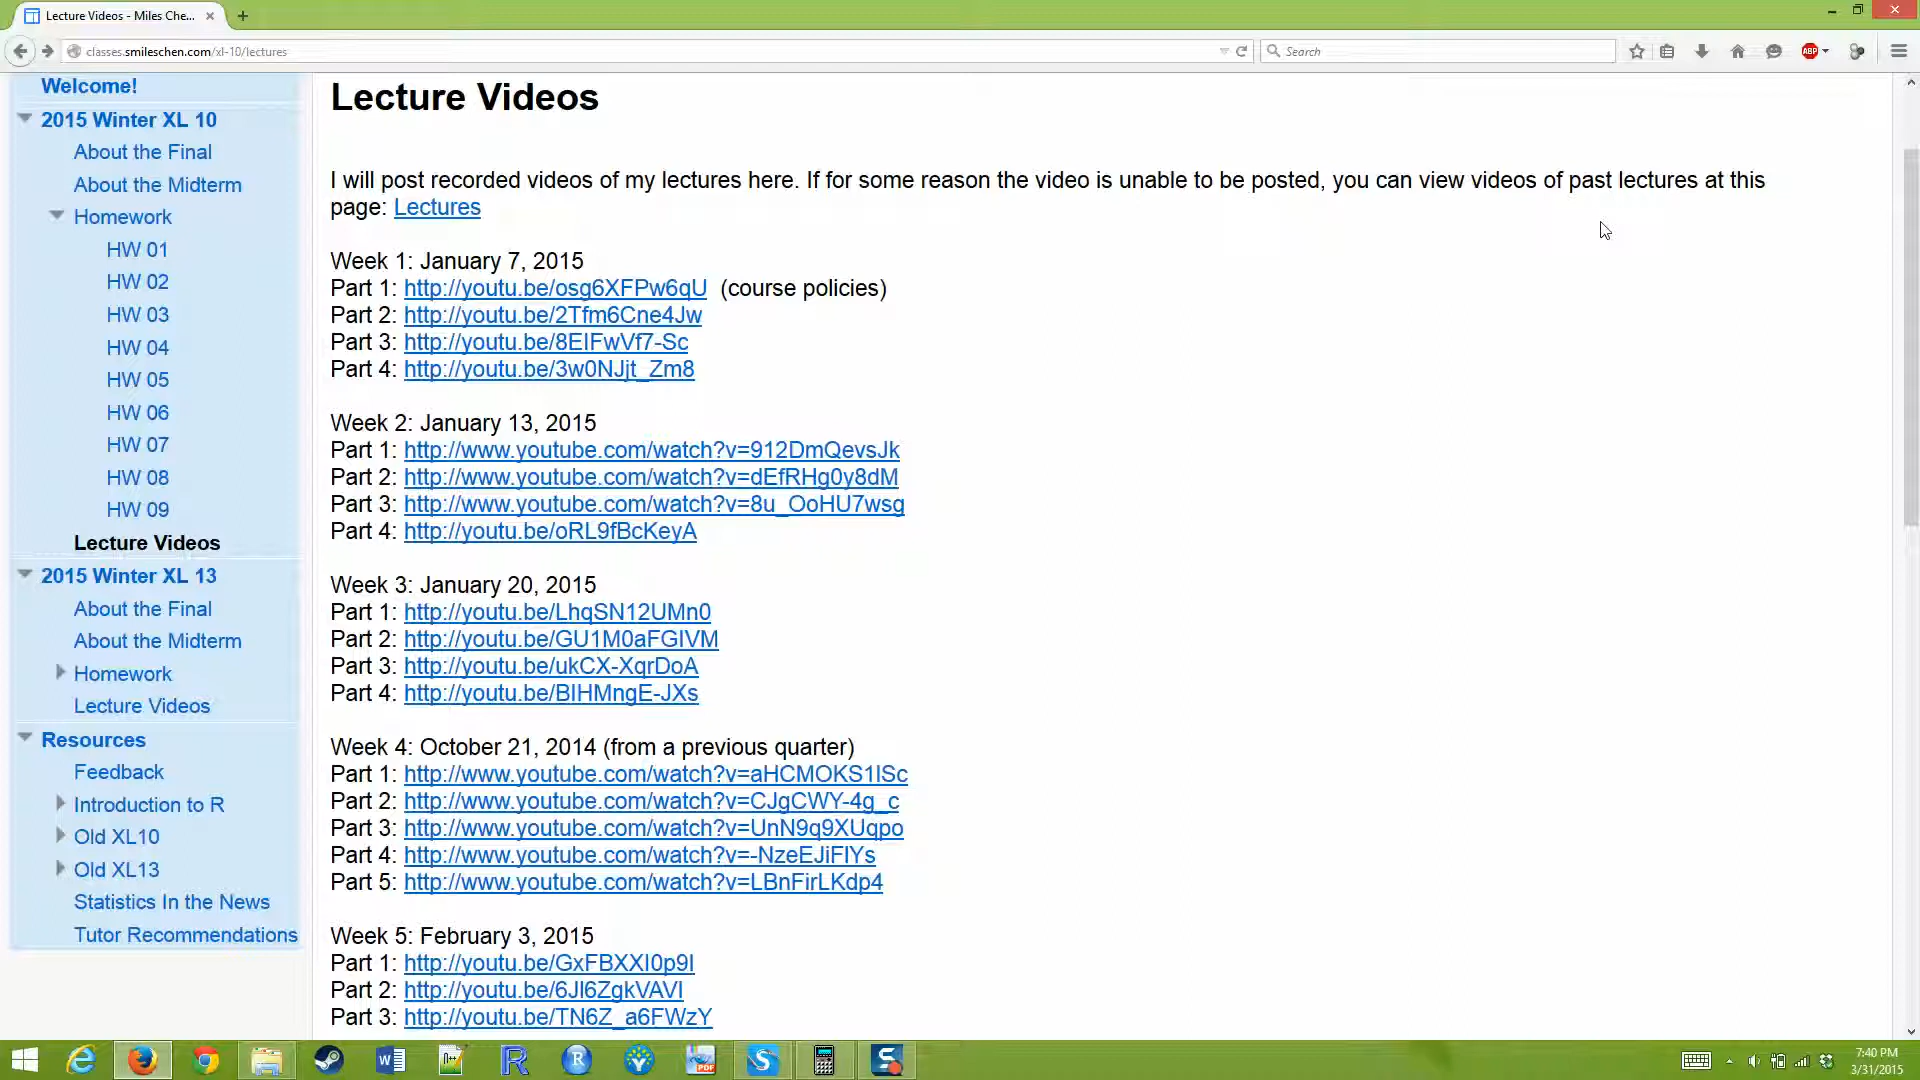 Lecture Videos - Miles Che...
classes.smileschen.com/xl-10/lectures
Search
ABP
Welcome!
2015 Winter XL 10
About the Final
About the Midterm
Homework
HW 01
HW 02
HW 03
HW 04
HW 05
HW 06
HW 07
HW 08
HW 09
Lecture Videos
2015 Winter XL 13
About the Final
About the Midterm
Homework
Lecture Videos
Resources
Feedback
Introduction to R
Old XL10
Old XL13
Statistics In the News
Tutor Recommendations
Lecture Videos
I will post recorded videos of my lectures here. If for some reason the video is unable to be posted, you can view videos of past lectures at this
page: Lectures
Week 1: January 7, 2015
Part 1: http://youtu.be/osg6XFPw6qU (course policies)
Part 2: http://youtu.be/2Tfm6Cne4Jw
Part 3: http://youtu.be/8EIFwVf7-Sc
Part 4: http://youtu.be/3w0NJjt_Zm8
Week 2: January 13, 2015
Part 1: http://www.youtube.com/watch?v=912DmQevsJk
Part 2: http://www.youtube.com/watch?v=dEfRHg0y8dM
Part 3: http://www.youtube.com/watch?v=8u_OoHU7wsg
Part 4: http://youtu.be/oRL9fBcKeyA
Week 3: January 20, 2015
Part 1: http://youtu.be/LhqSN12UMn0
Part 2: http://youtu.be/GU1M0aFGIVM
Part 3: http://youtu.be/ukCX-XqrDoA
Part 4: http://youtu.be/BIHMngE-JXs
Week 4: October 21, 2014 (from a previous quarter)
Part 1: http://www.youtube.com/watch?v=aHCMOKS1lSc
Part 2: http://www.youtube.com/watch?v=CJgCWY-4g_c
Part 3: http://www.youtube.com/watch?v=UnN9q9XUqpo
Part 4: http://www.youtube.com/watch?v=-NzeEJiFlYs
Part 5: http://www.youtube.com/watch?v=LBnFirLKdp4
Week 5: February 3, 2015
Part 1: http://youtu.be/GxFBXXI0p9I
Part 2: http://youtu.be/6Jl6ZgkVAVI
Part 3: http://youtu.be/TN6Z_a6FWzY
7:40 PM
3/31/2015